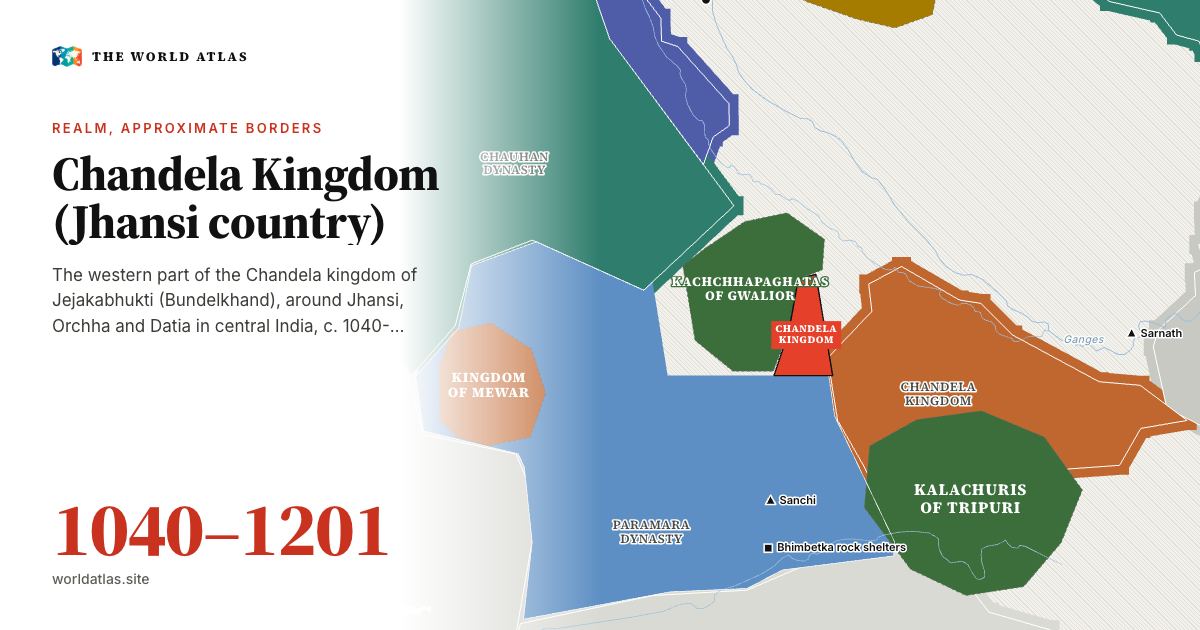 THE WORLD ATLAS
REALM, APPROXIMATE BORDERS
Chandela Kingdom
(Jhansi country)
The western part of the Chandela kingdom of
Jejakabhukti (Bundelkhand), around Jhansi,
Orchha and Datia in central India, c. 1040-...
1040–1201
worldatlas.site
CHAUHAN
DYNASTY
KACHCHHAPAGHATAS
OF GWALIOR
CHANDELA
KINGDOM
Ganges
Sarnath
KINGDOM
OF MEWAR
CHANDELA
KINGDOM
KALACHURIS
OF TRIPURI
Sanchi
PARAMARA
DYNASTY
Bhimbetka rock shelters